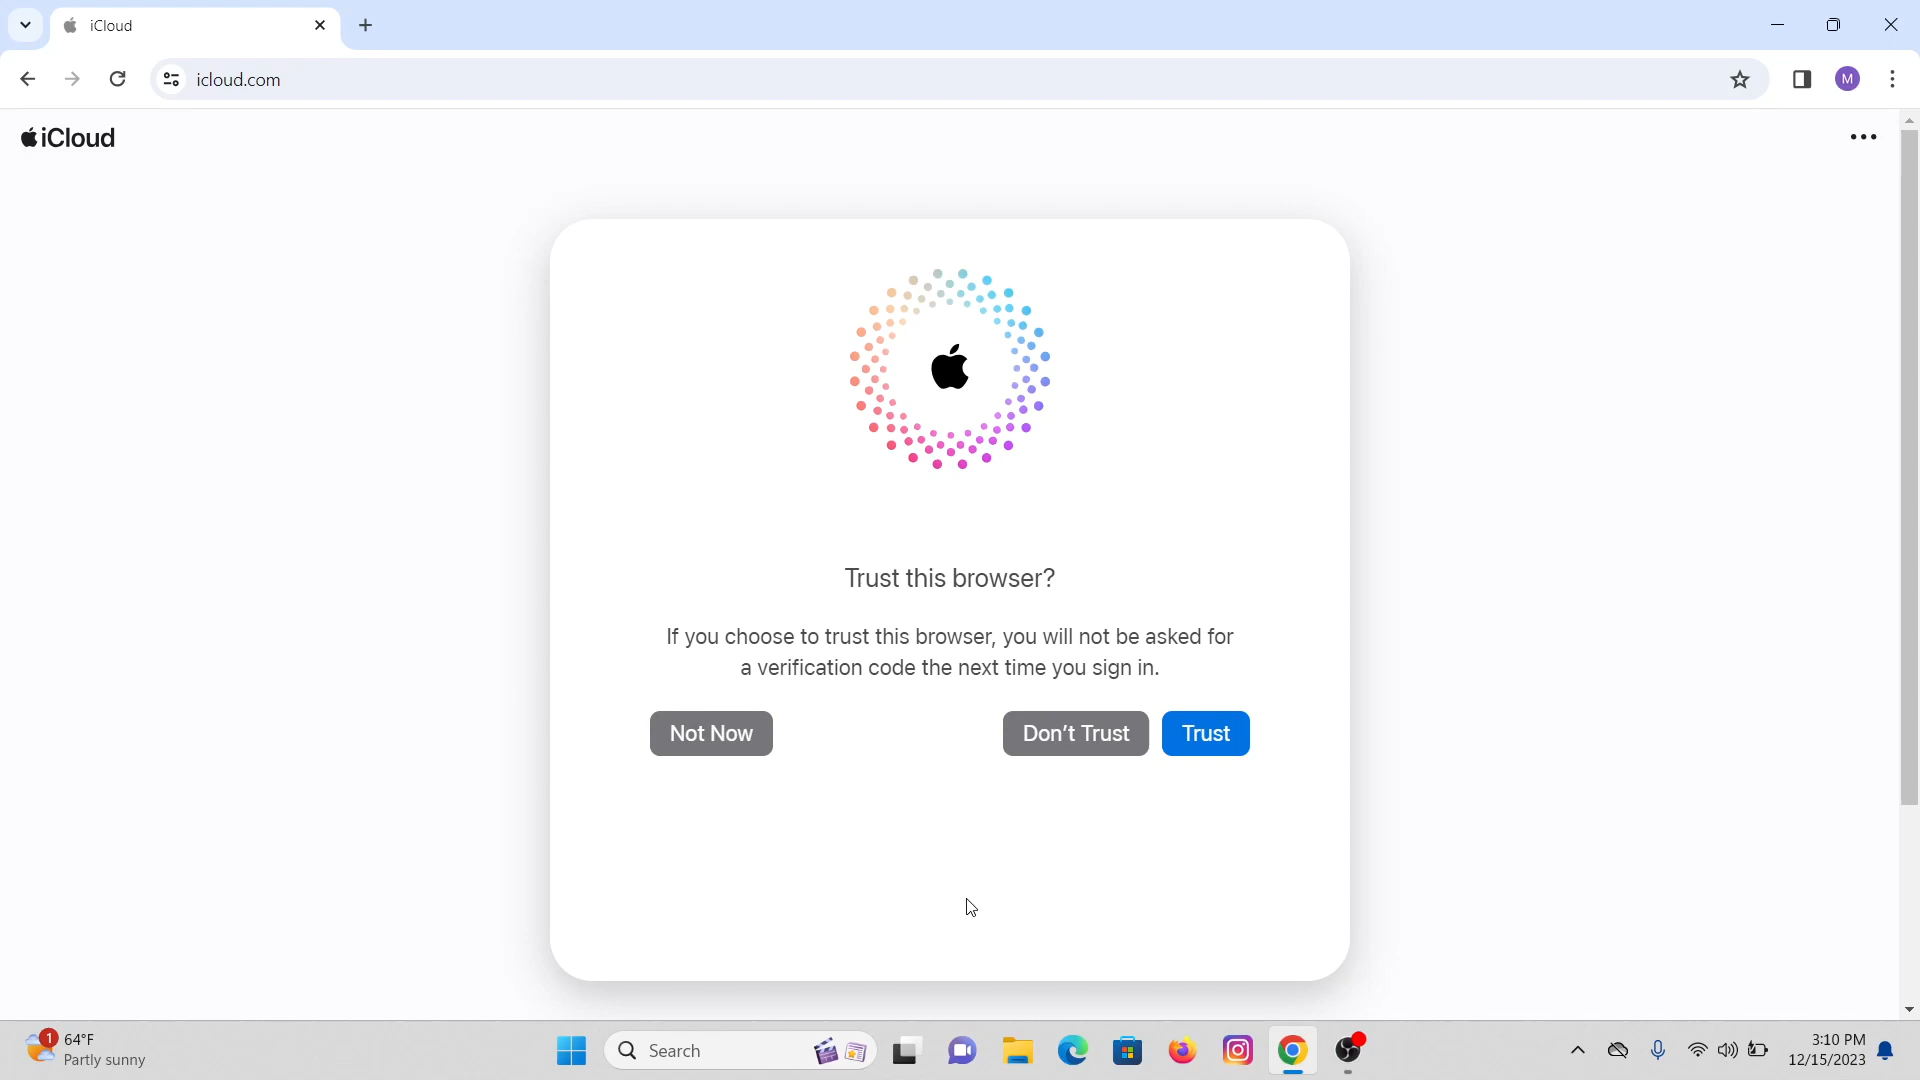 iCloud
icloud.com
M
iCloud
Trust this browser?
If you choose to trust this browser, you will not be asked for
a verification code the next time you sign in.
Not Now
Don’t Trust
Trust
1
64°F
Partly sunny
Search
3:10 PM
12/15/2023